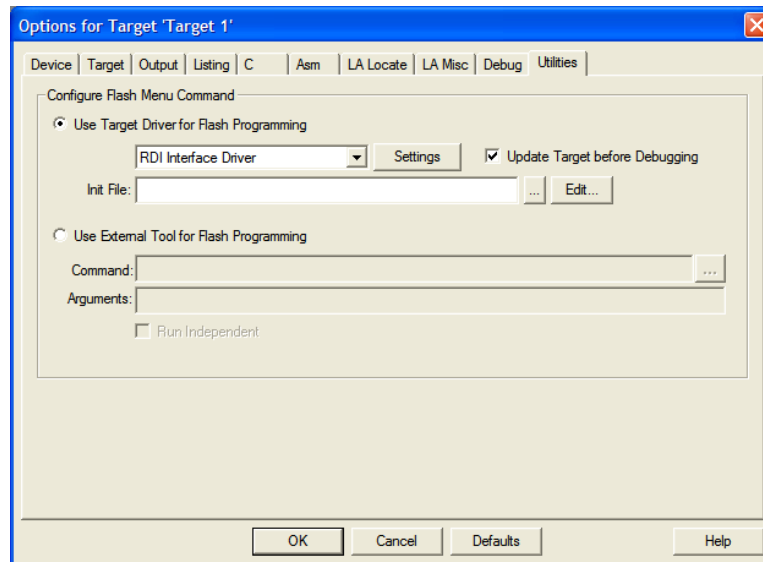 Options for Target 'Target 1'
Device Target Output Listing C Asm LA Locate LA Misc Debug Utilities
Configure Flash Menu Command
Use Target Driver for Flash Programming
RDI Interface Driver Settings Update Target before Debugging
Init File: ... Edit...
Use External Tool for Flash Programming
Command: ...
Arguments:
Run Independent
OK Cancel Defaults Help